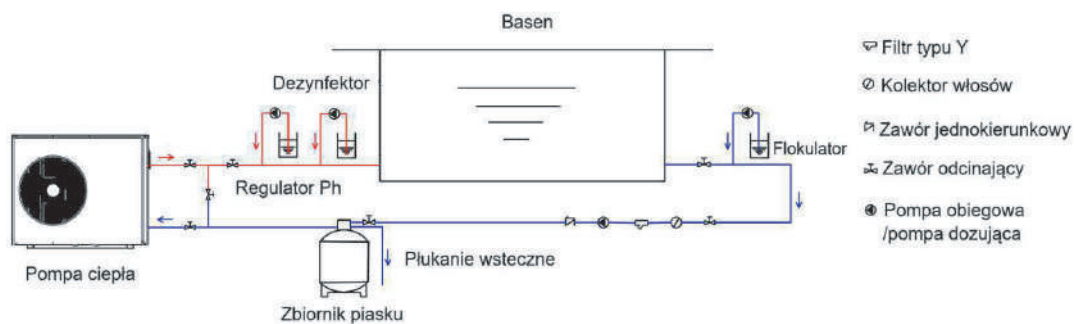 Basen
Dezynfektor
Flokulator
Regulator Ph
Pompa ciepła
Płukanie wsteczne
Zbiornik piasku
Filtr typu Y
Kolektor włosów
Zawór jednokierunkowy
Zawór odcinający
Pompa obiegowa
/pompa dozująca